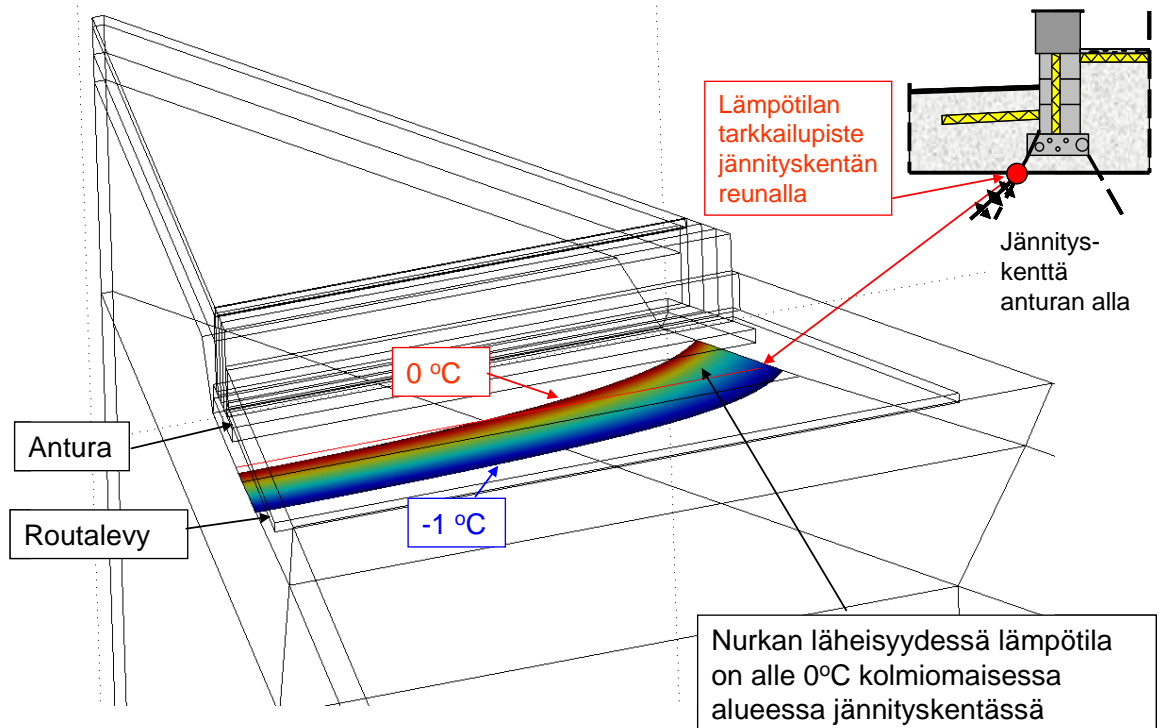 Lämpötilan
tarkkailupiste
jännityskentän
reunalla
Jännitys-
kenttä
anturan alla
0 ºC
Antura
-1 ºC
Routalevy
Nurkan läheisyydessä lämpötila
on alle 0ºC kolmiomaisessa
alueessa jännityskentässä